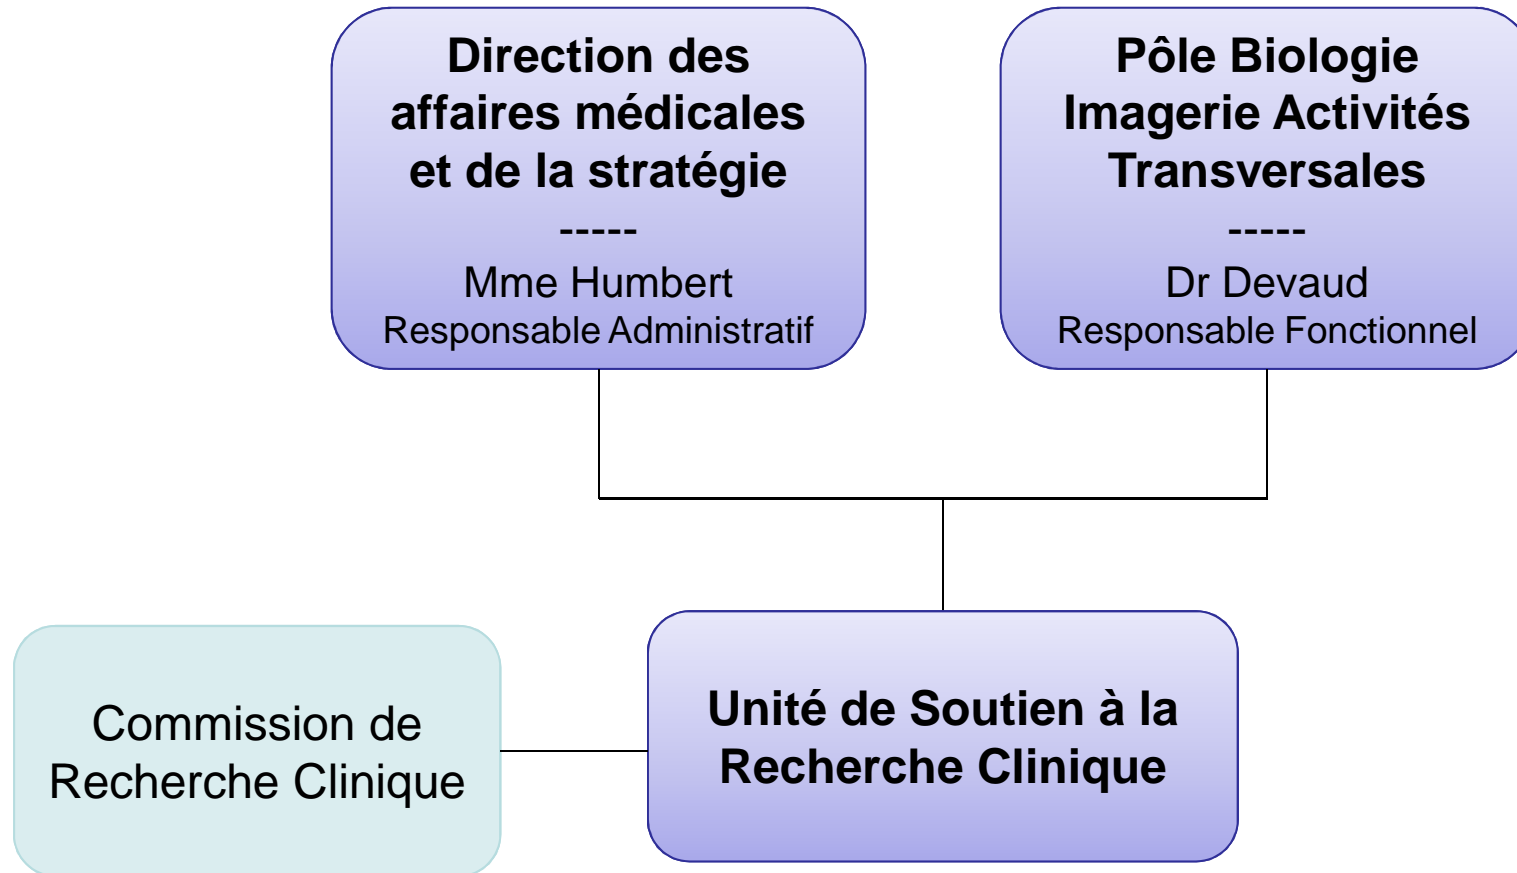 Direction des
affaires médicales
et de la stratégie
-----
Mme Humbert
Responsable Administratif
Pôle Biologie
Imagerie Activités
Transversales
-----
Dr Devaud
Responsable Fonctionnel
Commission de
Recherche Clinique
Unité de Soutien à la
Recherche Clinique